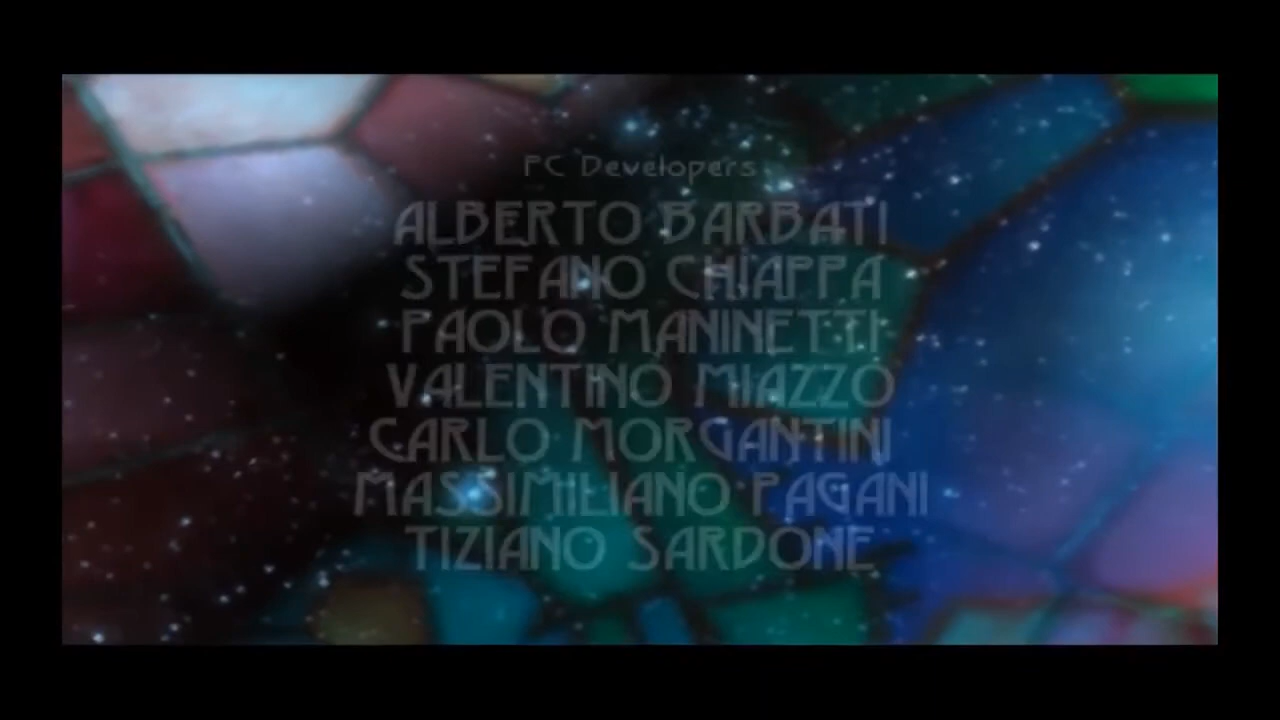 PC Developers
ALBERTO BARBATI
STEFANO CHIAPPA
PAOLO MANINETTI
VALENTINO MIAZZO
CARLO MORGANTINI
MASSIMILIANO PAGANI
TIZIANO SARDONE